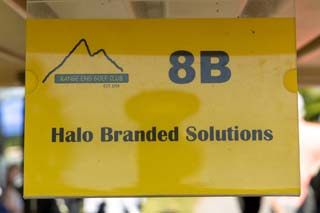 8B
RANGE END GOLF CLUB
Halo Branded Solutions